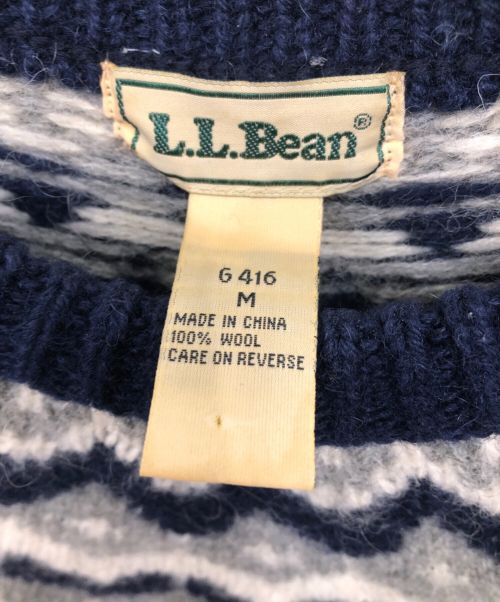 L.L.Bean®
G 416
M
MADE IN CHINA
100% WOOL
CARE ON REVERSE